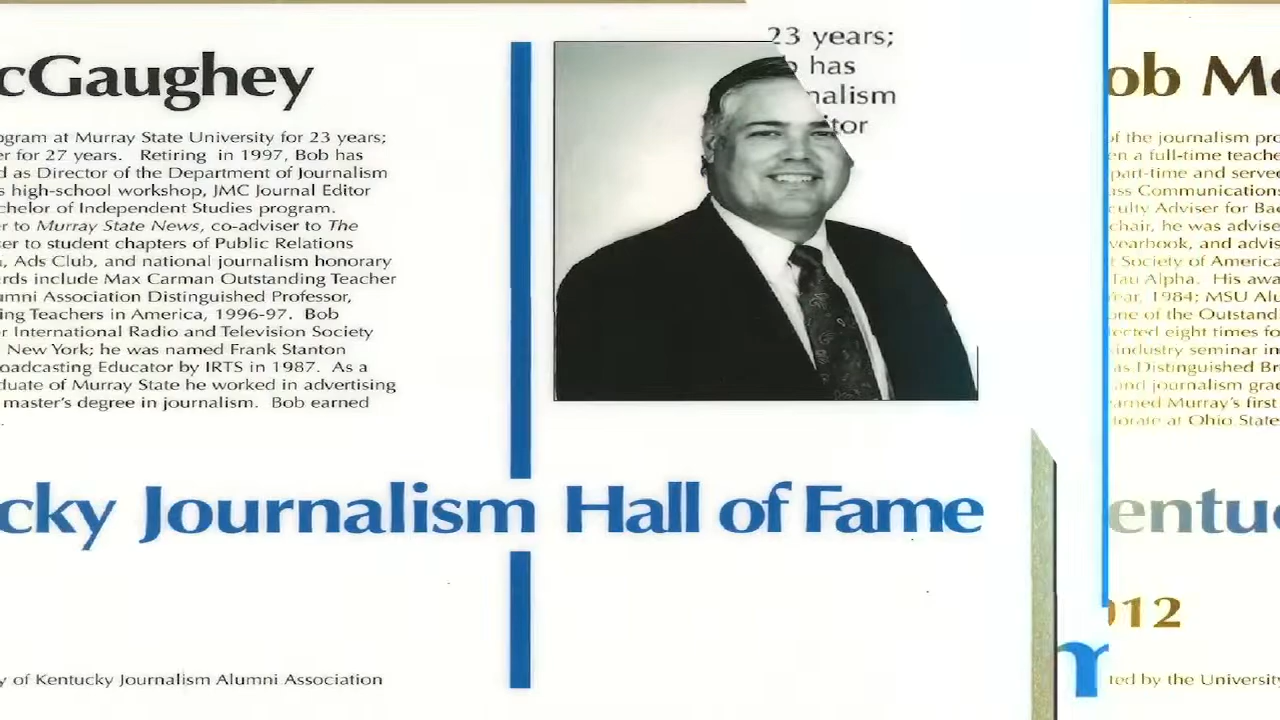 cGaughey
ogram at Murray State University for 23 years;
er for 27 years. Retiring in 1997, Bob has
d as Director of the Department of Journalism
s high-school workshop, JMC Journal Editor
chelor of Independent Studies program.
er to Murray State News, co-adviser to The
ser to student chapters of Public Relations
, Ads Club, and national journalism honorary
rds include Max Carman Outstanding Teacher
umni Association Distinguished Professor,
ing Teachers in America, 1996-97. Bob
r International Radio and Television Society
New York; he was named Frank Stanton
oadcasting Educator by IRTS in 1987. As a
duate of Murray State he worked in advertising
master's degree in journalism. Bob earned
cky Journalism Hall of Fame
y of Kentucky Journalism Alumni Association
23 years;
b has
nalism
itor
ob Mc
of the journalism pro
en a full-time teache
part-time and serve
ass Communications
culty Adviser for Bac
chair, he was advise
yearbook, and advis
t Society of America
Tau Alpha. His awa
Year, 1984; MSU Alu
one of the Outstandi
ected eight times fo
industry seminar in
as Distinguished Br
and journalism grad
arned Murray's first
torate at Ohio State
entuc
012
m
ted by the University